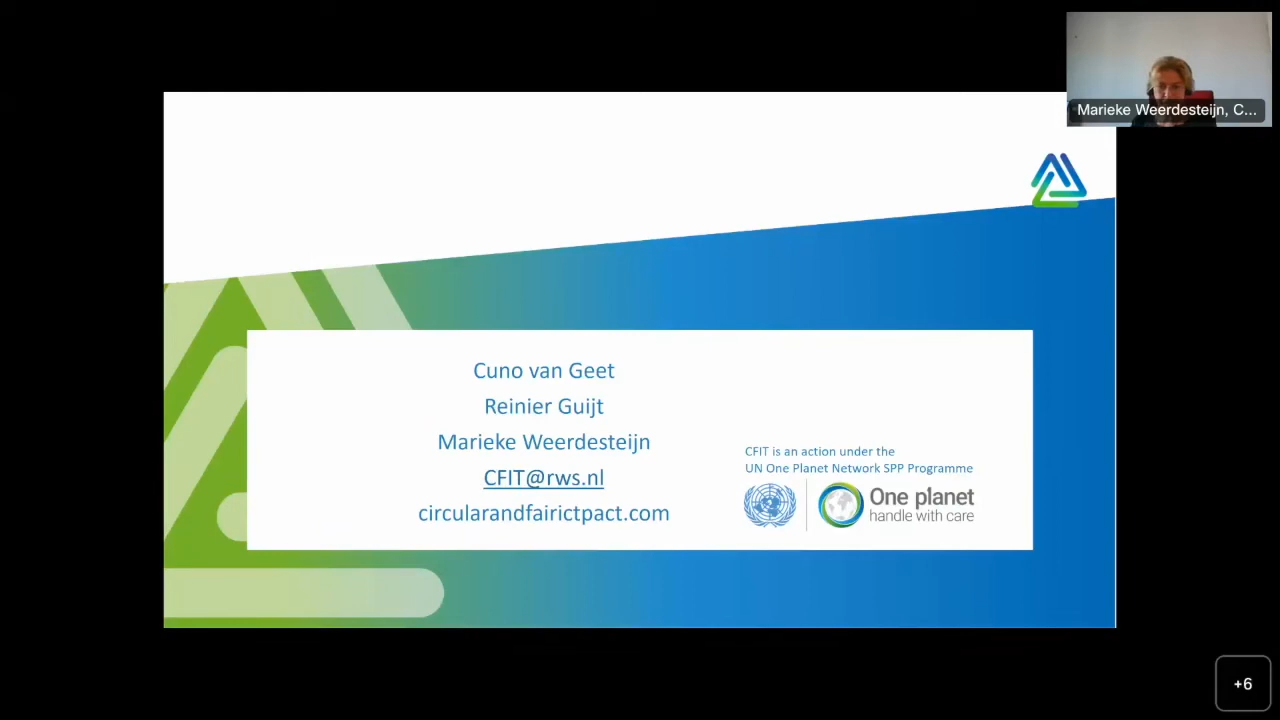 Marieke Weerdesteijn, C...
Cuno van Geet
Reinier Guijt
Marieke Weerdesteijn
CFIT@rws.nl
circularandfairictpact.com
CFIT is an action under the
UN One Planet Network SPP Programme
One planet
handle with care
+6